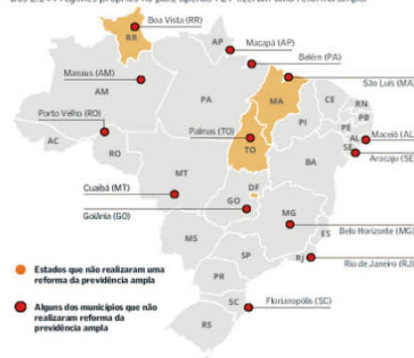 Boa Vista (RR)
RR
AP
Macapá (AP)
Belém (PA)
São Luís (MA)
Manaus (AM)
AM
PA
MA
CE
RN
PB
PE
AL
SE
Maceió (AL)
Aracaju (SE)
Porto Velho (RO)
Palmas (TO)
PI
AC
RO
TO
BA
MT
Cuiabá (MT)
DF
GO
Goiânia (GO)
MG
Belo Horizonte (MG)
MS
ES
SP
RJ
Rio de Janeiro (RJ)
PR
SC
Florianópolis (SC)
RS
Estados que não realizaram uma
reforma da previdência ampla
Alguns dos municípios que não
realizaram reforma da
previdência ampla